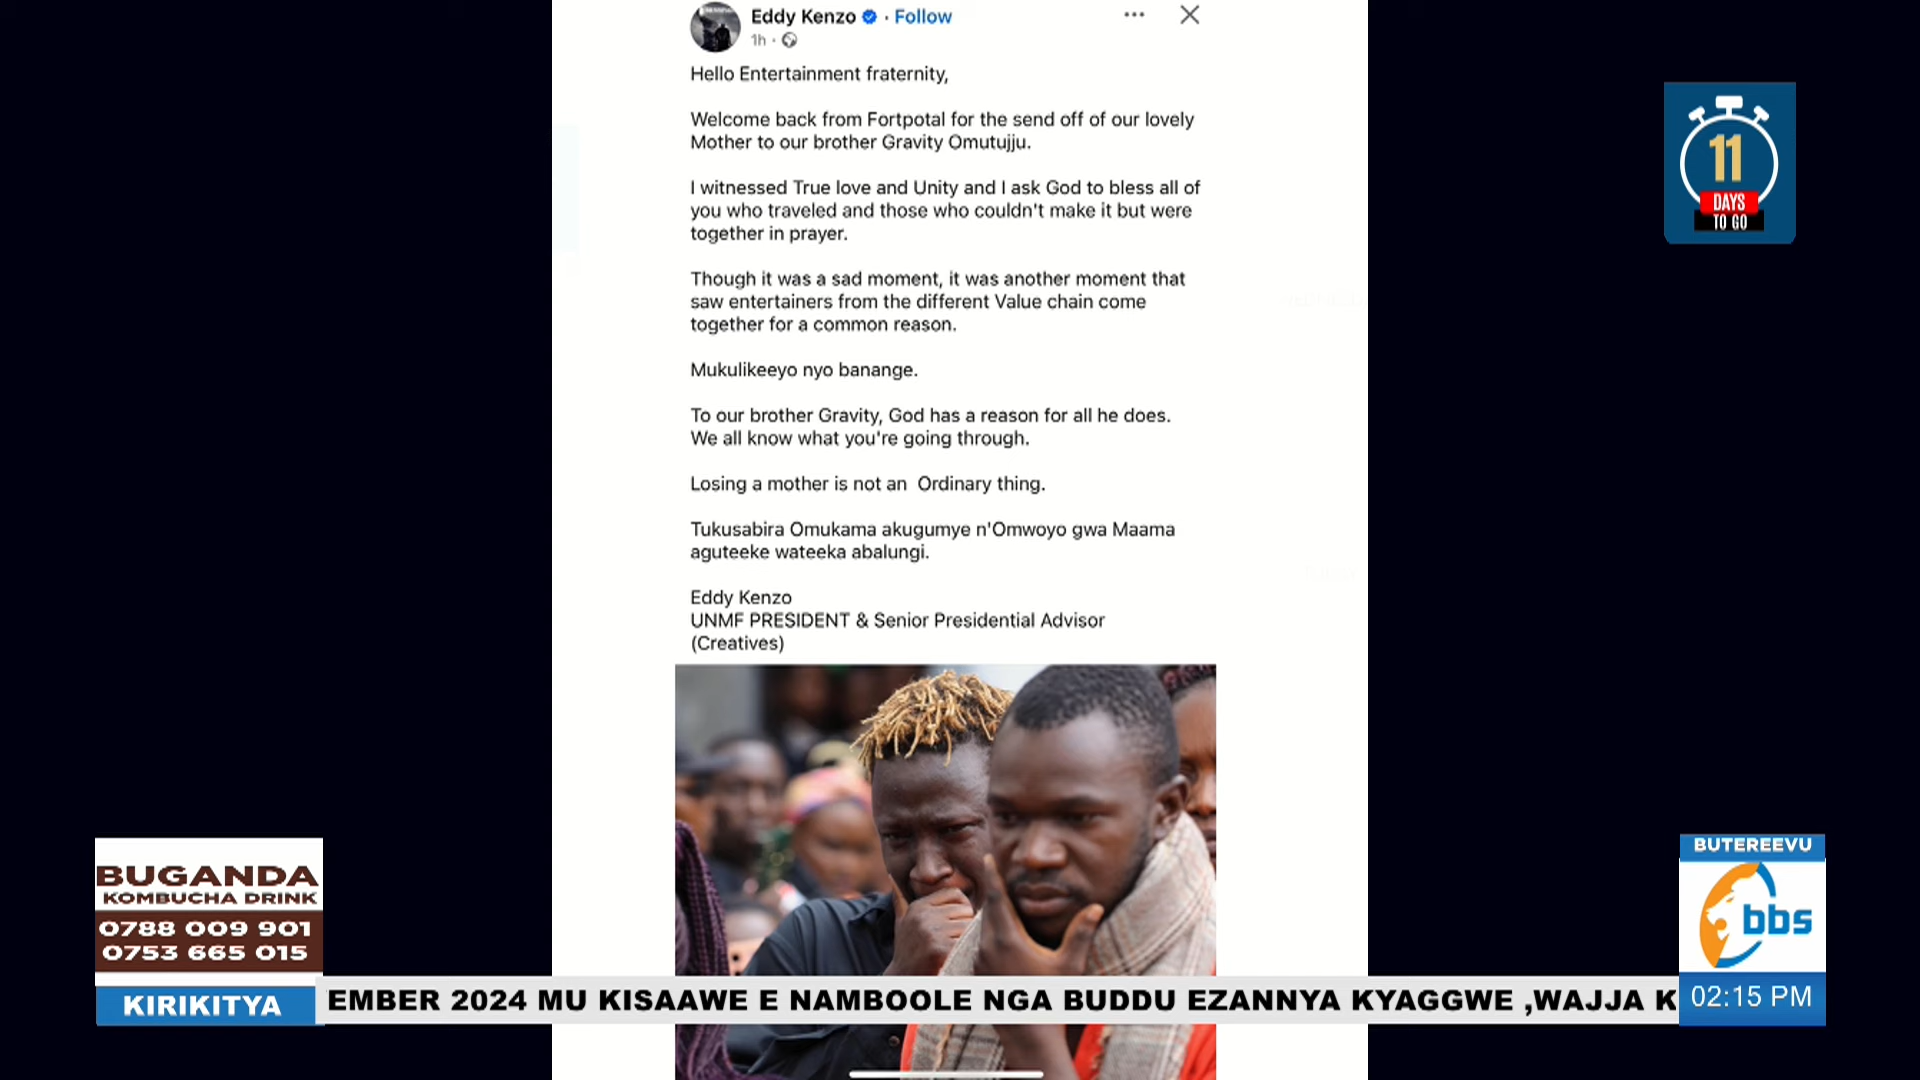 Eddy Kenzo · Follow
1h ·
Hello Entertainment fraternity,
Welcome back from Fortpotal for the send off of our lovely
Mother to our brother Gravity Omutujju.
I witnessed True love and Unity and I ask God to bless all of
you who traveled and those who couldn't make it but were
together in prayer.
Though it was a sad moment, it was another moment that
saw entertainers from the different Value chain come
together for a common reason.
Mukulikeeyo nyo banange.
To our brother Gravity, God has a reason for all he does.
We all know what you're going through.
Losing a mother is not an  Ordinary thing.
Tukusabira Omukama akugumye n'Omwoyo gwa Maama
aguteeke wateeka abalungi.
Eddy Kenzo
UNMF PRESIDENT & Senior Presidential Advisor
(Creatives)
11
DAYS
TO GO
BUGANDA
KOMBUCHA DRINK
0788 009 901
0753 665 015
BUTEREEVU
bbs
KIRIKITYA
EMBER 2024 MU KISAAWE E NAMBOOLE NGA BUDDU EZANNYA KYAGGWE ,WAJJA K
02:15 PM